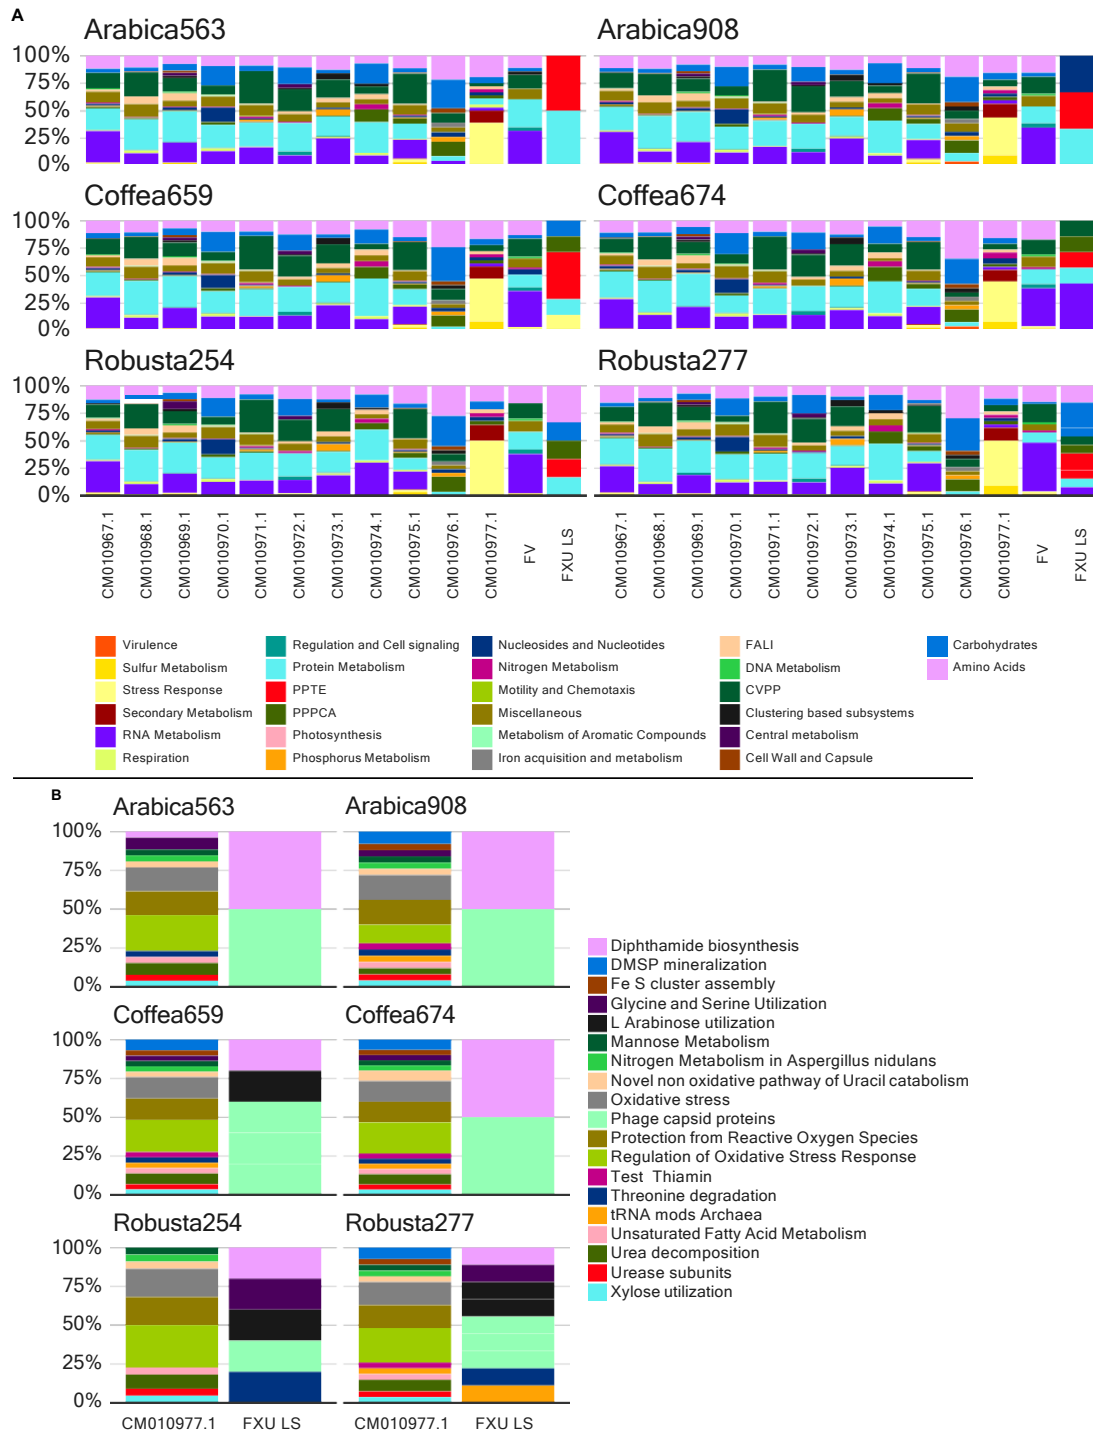 A
Arabica563 Arabica908
100% 
75%
50%
25%
0%
Coffea659 Coffea674
100%
75%
50%
25%
0%
Robusta254 Robusta277
100%
75%
50%
25%
0%
CM010967.1 CM010968.1 CM010969.1 CM010970.1 CM010971.1 CM010972.1 CM010973.1 CM010974.1 CM010975.1 CM010976.1 CM010977.1 FV FXU LS CM010967.1 CM010968.1 CM010969.1 CM010970.1 CM010971.1 CM010972.1 CM010973.1 CM010974.1 CM010975.1 CM010976.1 CM010977.1 FV FXU LS
Virulence Regulation and Cell signaling Nucleosides and Nucleotides FALI Carbohydrates
Sulfur Metabolism Protein Metabolism Nitrogen Metabolism DNA Metabolism Amino Acids
Stress Response PPTE Motility and Chemotaxis CVPP
Secondary Metabolism PPPCA Miscellaneous Clustering based subsystems
RNA Metabolism Photosynthesis Metabolism of Aromatic Compounds Central metabolism
Respiration Phosphorus Metabolism Iron acquisition and metabolism Cell Wall and Capsule
B
Arabica563 Arabica908
100%
75%
50%
25%
0%
Coffea659 Coffea674
100%
75%
50%
25%
0%
Robusta254 Robusta277
100%
75%
50%
25%
0%
CM010977.1 FXU LS CM010977.1 FXU LS
Diphthamide biosynthesis
DMSP mineralization
Fe S cluster assembly
Glycine and Serine Utilization
L Arabinose utilization
Mannose Metabolism
Nitrogen Metabolism in Aspergillus nidulans
Novel non oxidative pathway of Uracil catabolism
Oxidative stress
Phage capsid proteins
Protection from Reactive Oxygen Species
Regulation of Oxidative Stress Response
Test Thiamin
Threonine degradation
tRNA mods Archaea
Unsaturated Fatty Acid Metabolism
Urea decomposition
Urease subunits
Xylose utilization